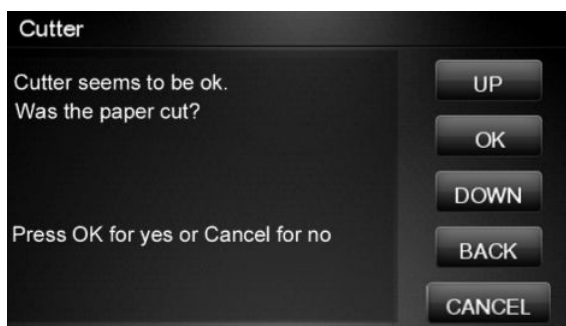 Cutter
Cutter seems to be ok.
Was the paper cut?
Press OK for yes or Cancel for no
UP
OK
DOWN
BACK
CANCEL